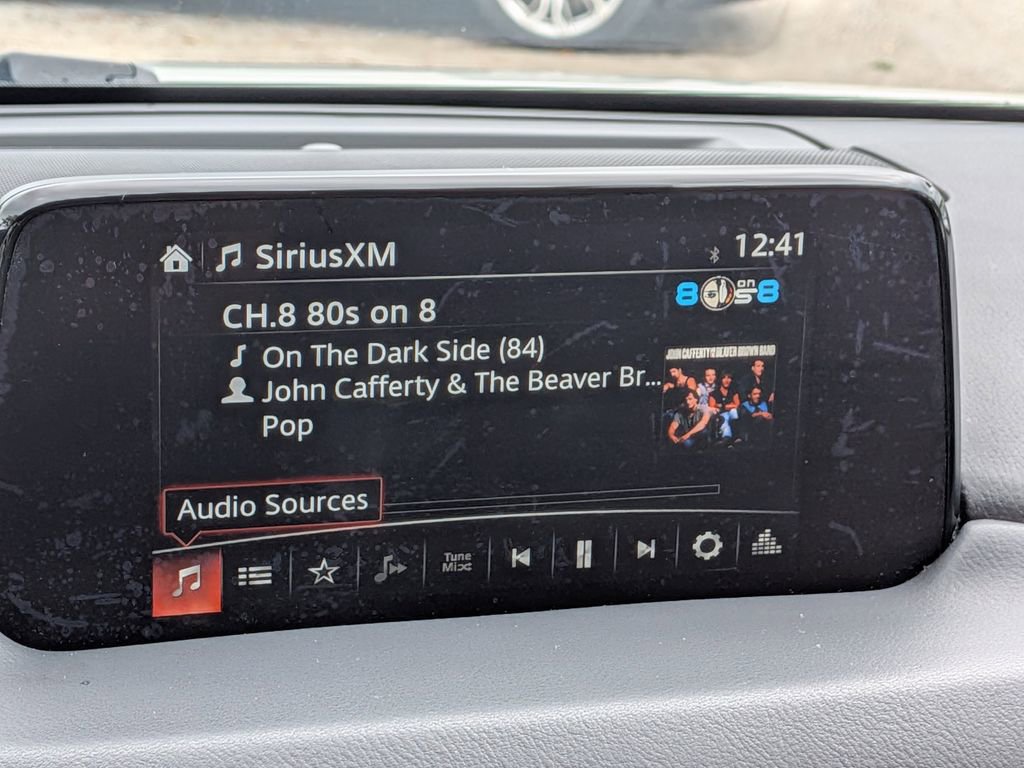 SiriusXM
12:41
CH.8 80s on 8
8 on 8
On The Dark Side (84)
John Cafferty & The Beaver Br...
Pop
JOHN CAFFERTY AND THE BEAVER BROWN BAND
Audio Sources
Tune
Mix